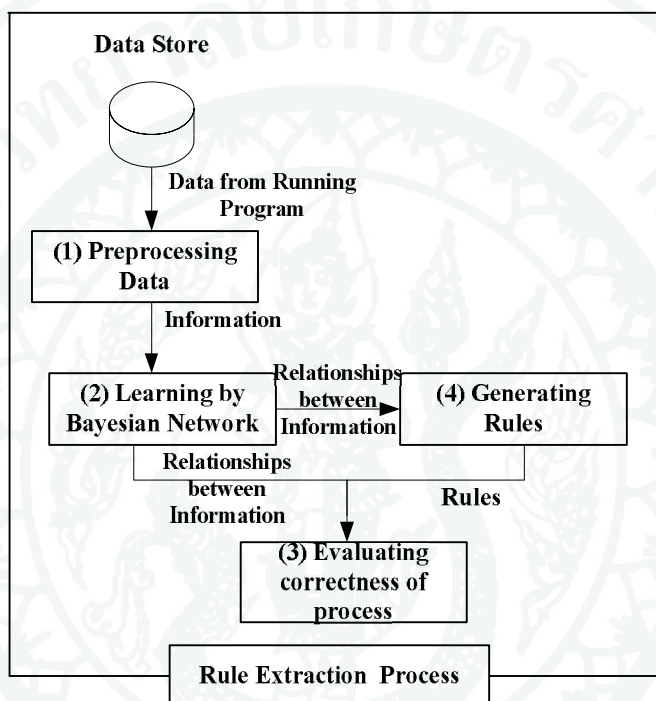 Data Store
Data from Running
Program
(1) Preprocessing
Data
Information
(2) Learning by
Bayesian Network
Relationships
between
Information
(4) Generating
Rules
Relationships
between
Information
Rules
(3) Evaluating
correctness of
process
Rule Extraction Process